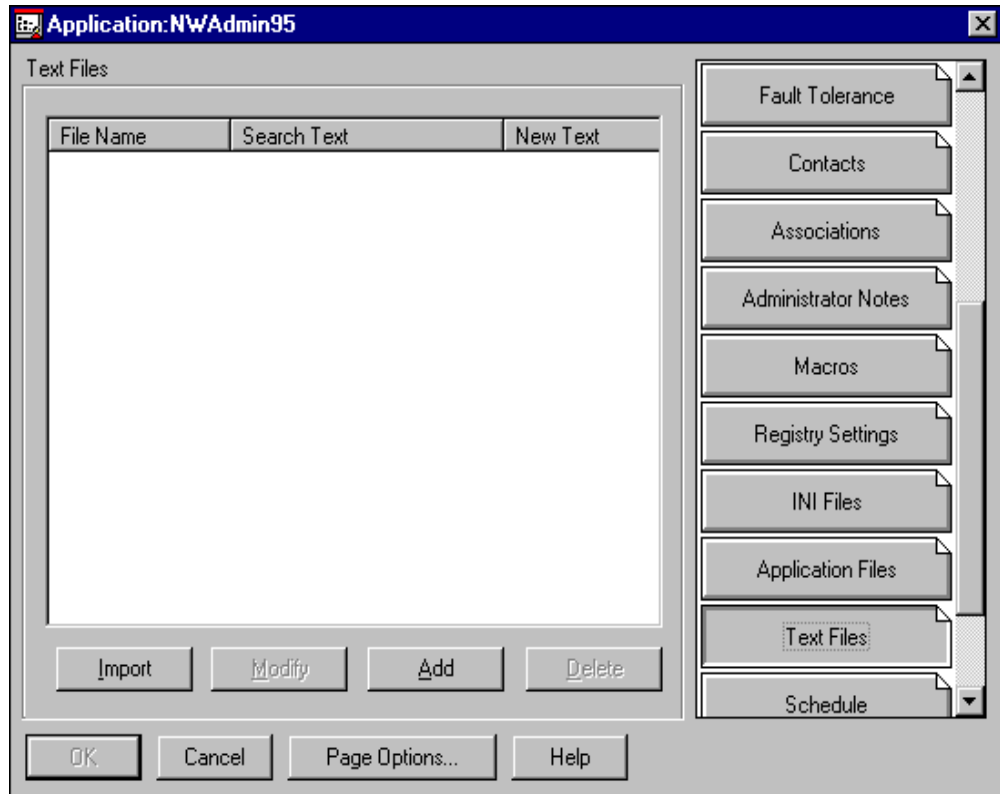 Application:NWAdmin95
Text Files
File Name Search Text New Text
Import Modify Add Delete
OK Cancel Page Options... Help
Fault Tolerance
Contacts
Associations
Administrator Notes
Macros
Registry Settings
INI Files
Application Files
Text Files
Schedule